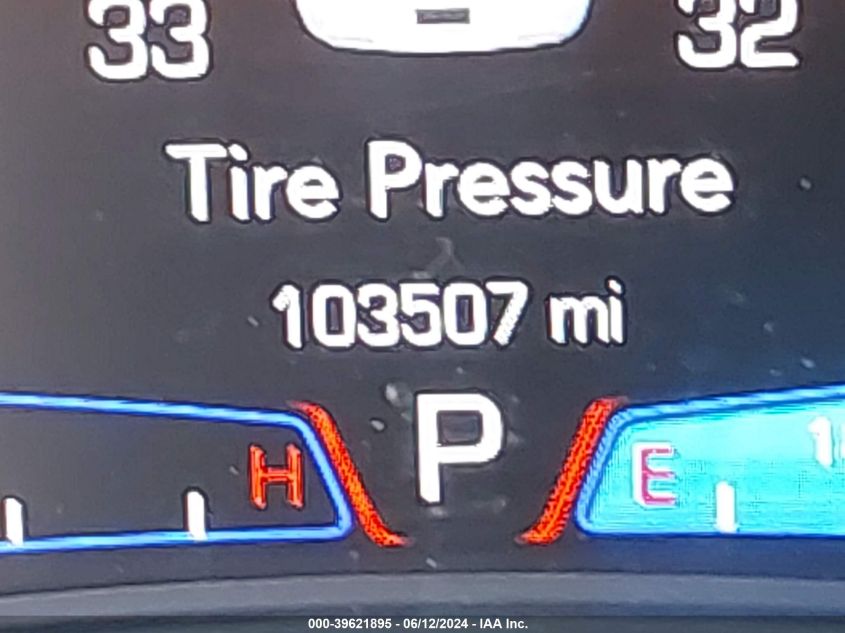 33 32
Tire Pressure
103507 mi
P
H E
000-39621895 - 06/12/2024 - IAA Inc.